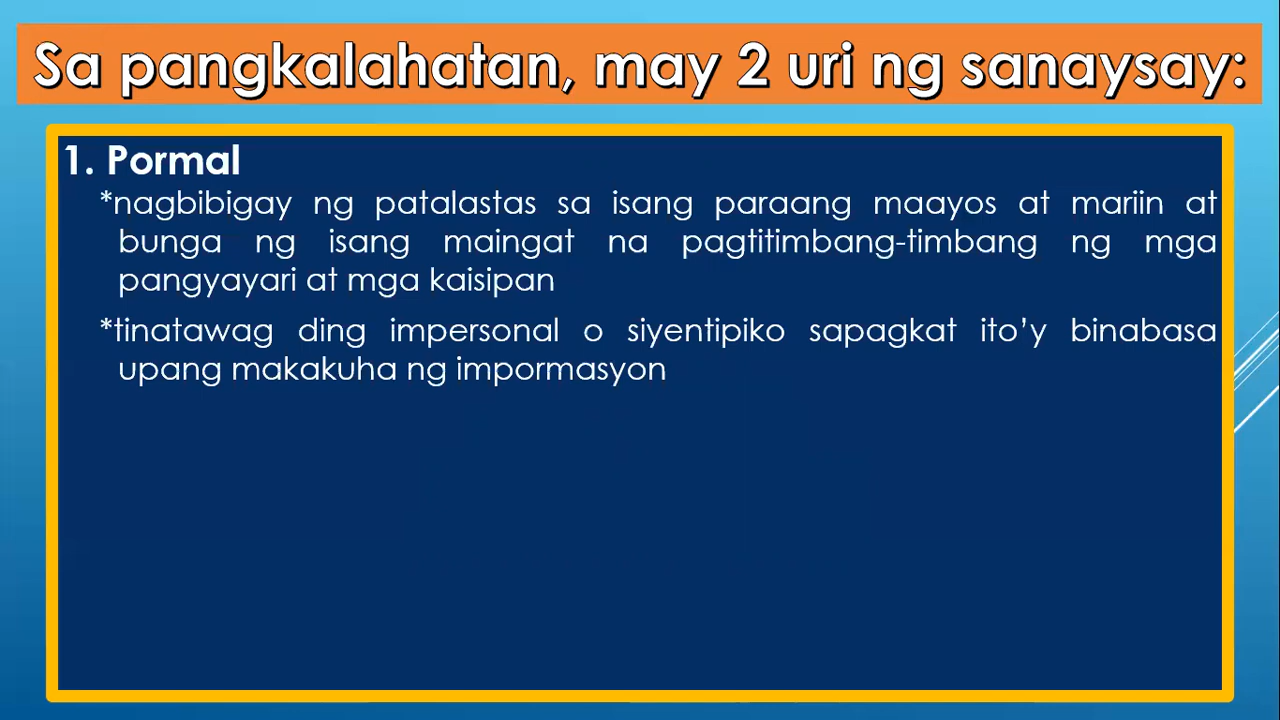 Sa pangkalahatan, may 2 uri ng sanaysay:
1. Pormal
*nagbibigay ng patalastas sa isang paraang maayos at mariin at
bunga ng isang maingat na pagtitimbang-timbang ng mga
pangyayari at mga kaisipan
*tinatawag ding impersonal o siyentipiko sapagkat ito’y binabasa
upang makakuha ng impormasyon